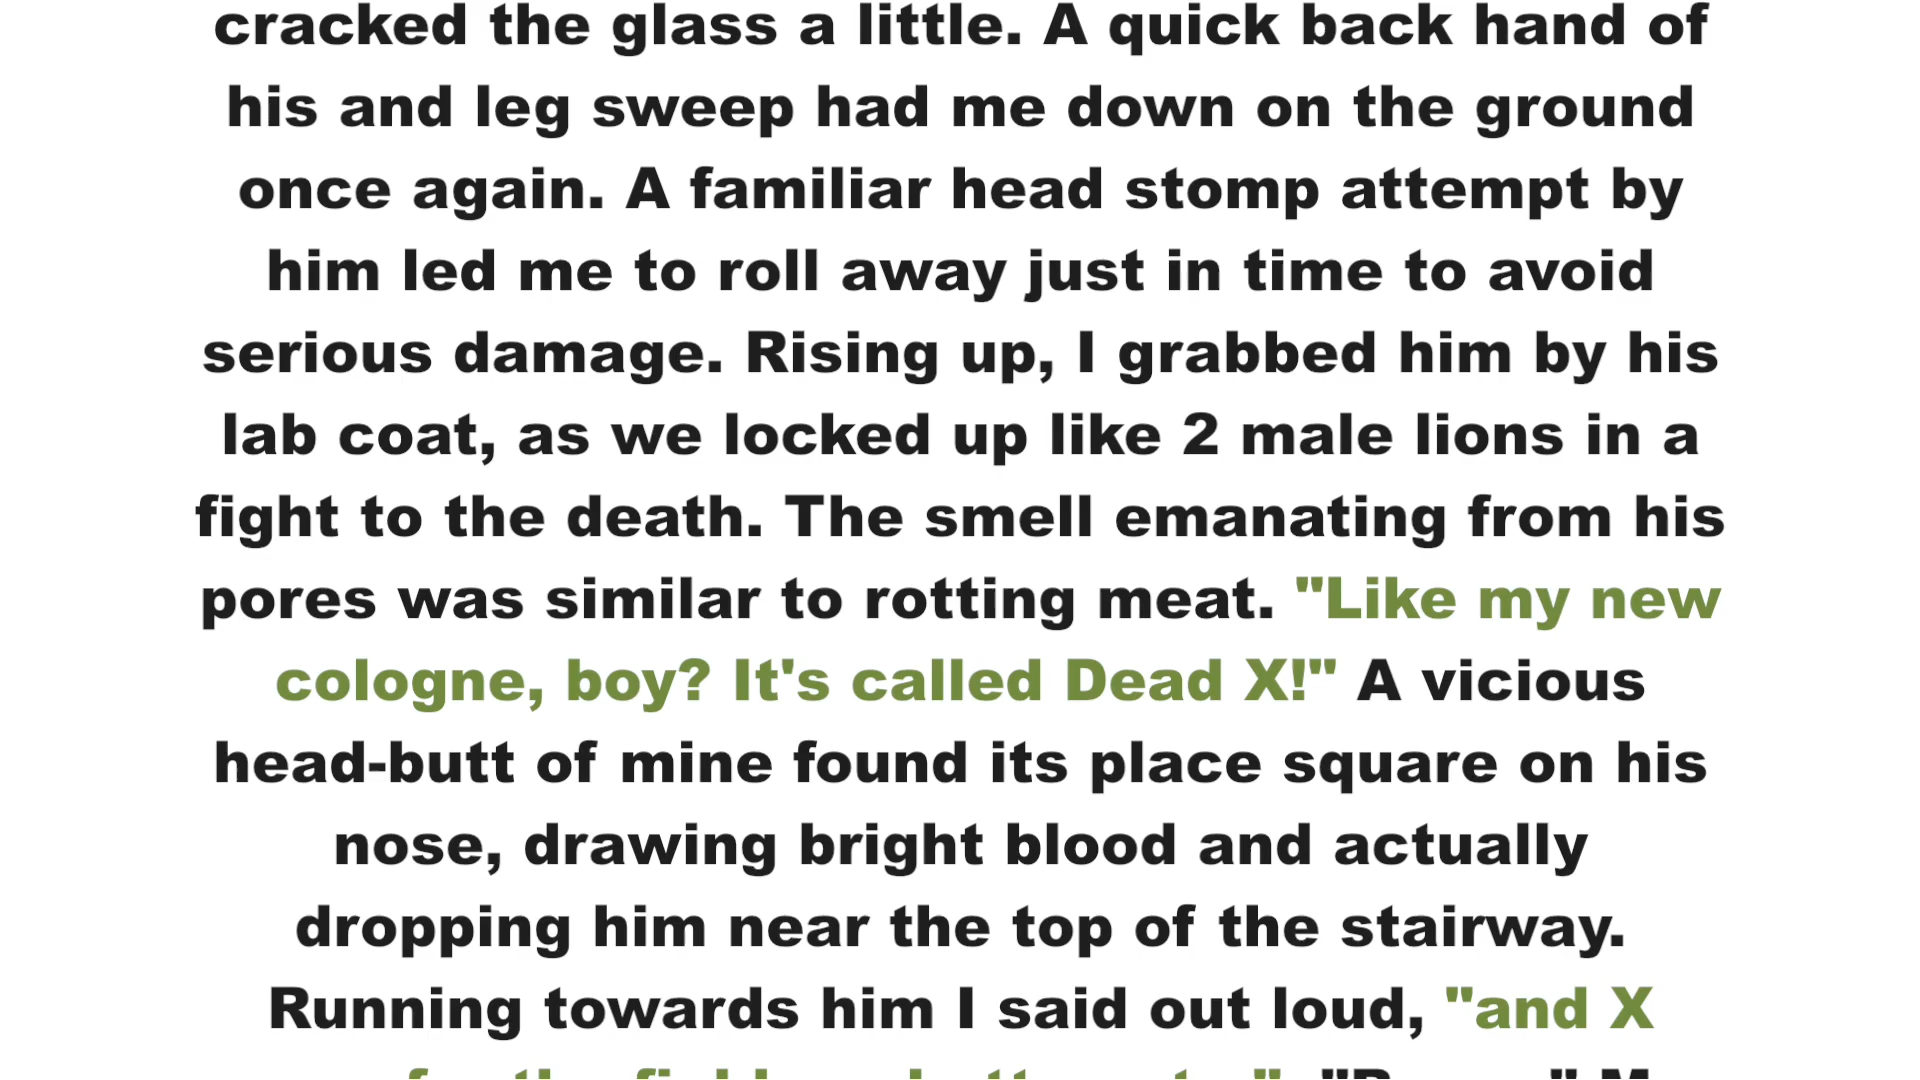 cracked the glass a little. A quick back hand of
his and leg sweep had me down on the ground
once again. A familiar head stomp attempt by
him led me to roll away just in time to avoid
serious damage. Rising up, I grabbed him by his
lab coat, as we locked up like 2 male lions in a
fight to the death. The smell emanating from his
pores was similar to rotting meat. "Like my new
cologne, boy? It's called Dead X!" A vicious
head-butt of mine found its place square on his
nose, drawing bright blood and actually
dropping him near the top of the stairway.
Running towards him I said out loud, "and X